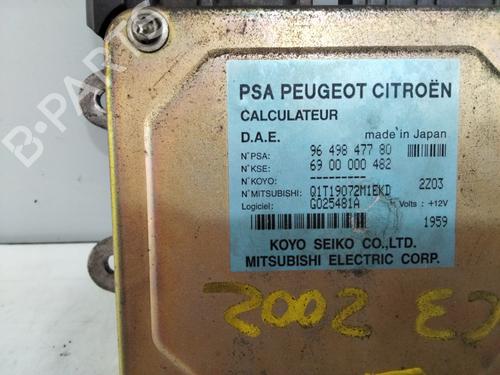 PSA PEUGEOT CITROËN
CALCULATEUR
D.A.E. made in Japan
N°PSA: 96 498 477 80
N°KSE: 69 00 000 482
N°KOYO: ----------
N°MITSUBISHI: Q1T19072M1EKD 2Z03
Logiciel: G025481A Volts : +12V
1959
KOYO SEIKO CO.,LTD.
MITSUBISHI ELECTRIC CORP.
2002 C3
B-PARTS